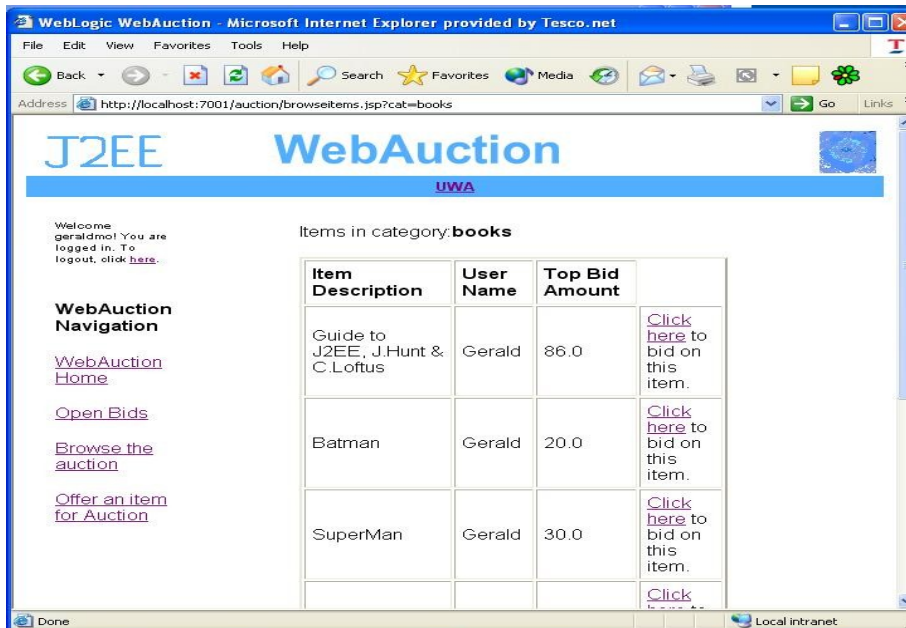 WebLogic WebAuction - Microsoft Internet Explorer provided by Tesco.net
File Edit View Favorites Tools Help
Back Search Favorites Media
Address http://localhost:7001/auction/browseitems.jsp?cat=books Go Links
J2EE WebAuction
UWA
Welcome
geraldmo! You are
logged in. To
logout, click here.
WebAuction
Navigation
WebAuction
Home
Open Bids
Browse the
auction
Offer an item
for Auction
Items in category:books
Item
Description
User
Name
Top Bid
Amount
Guide to
J2EE, J.Hunt &
C.Loftus
Gerald
86.0
Click
here to
bid on
this
item.
Batman
Gerald
20.0
Click
here to
bid on
this
item.
SuperMan
Gerald
30.0
Click
here to
bid on
this
item.
Click
Done
Local intranet